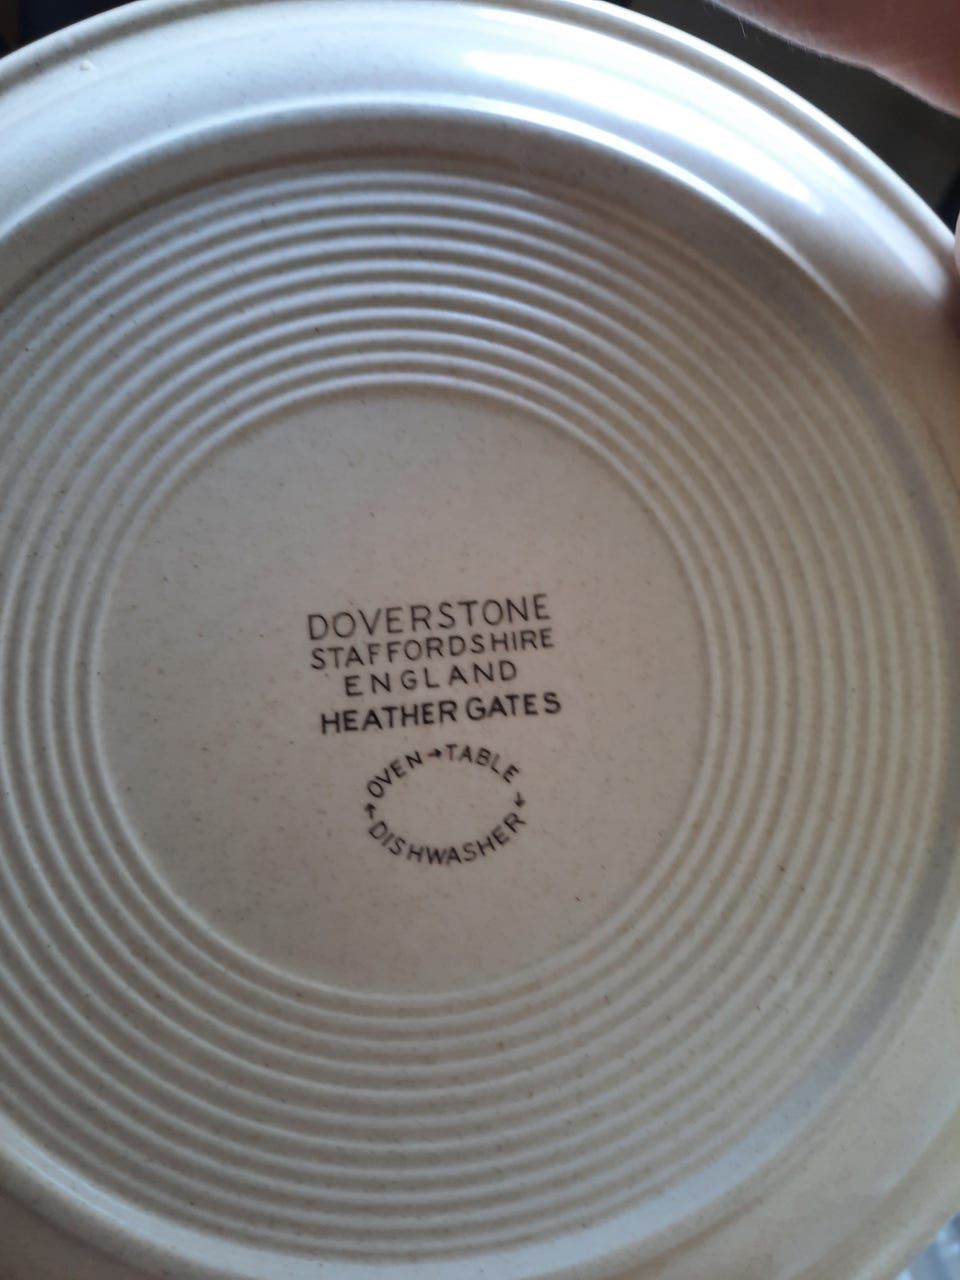 DOVERSTONE
STAFFORDSHIRE
ENGLAND
HEATHER GATES
OVEN → TABLE
DISHWASHER